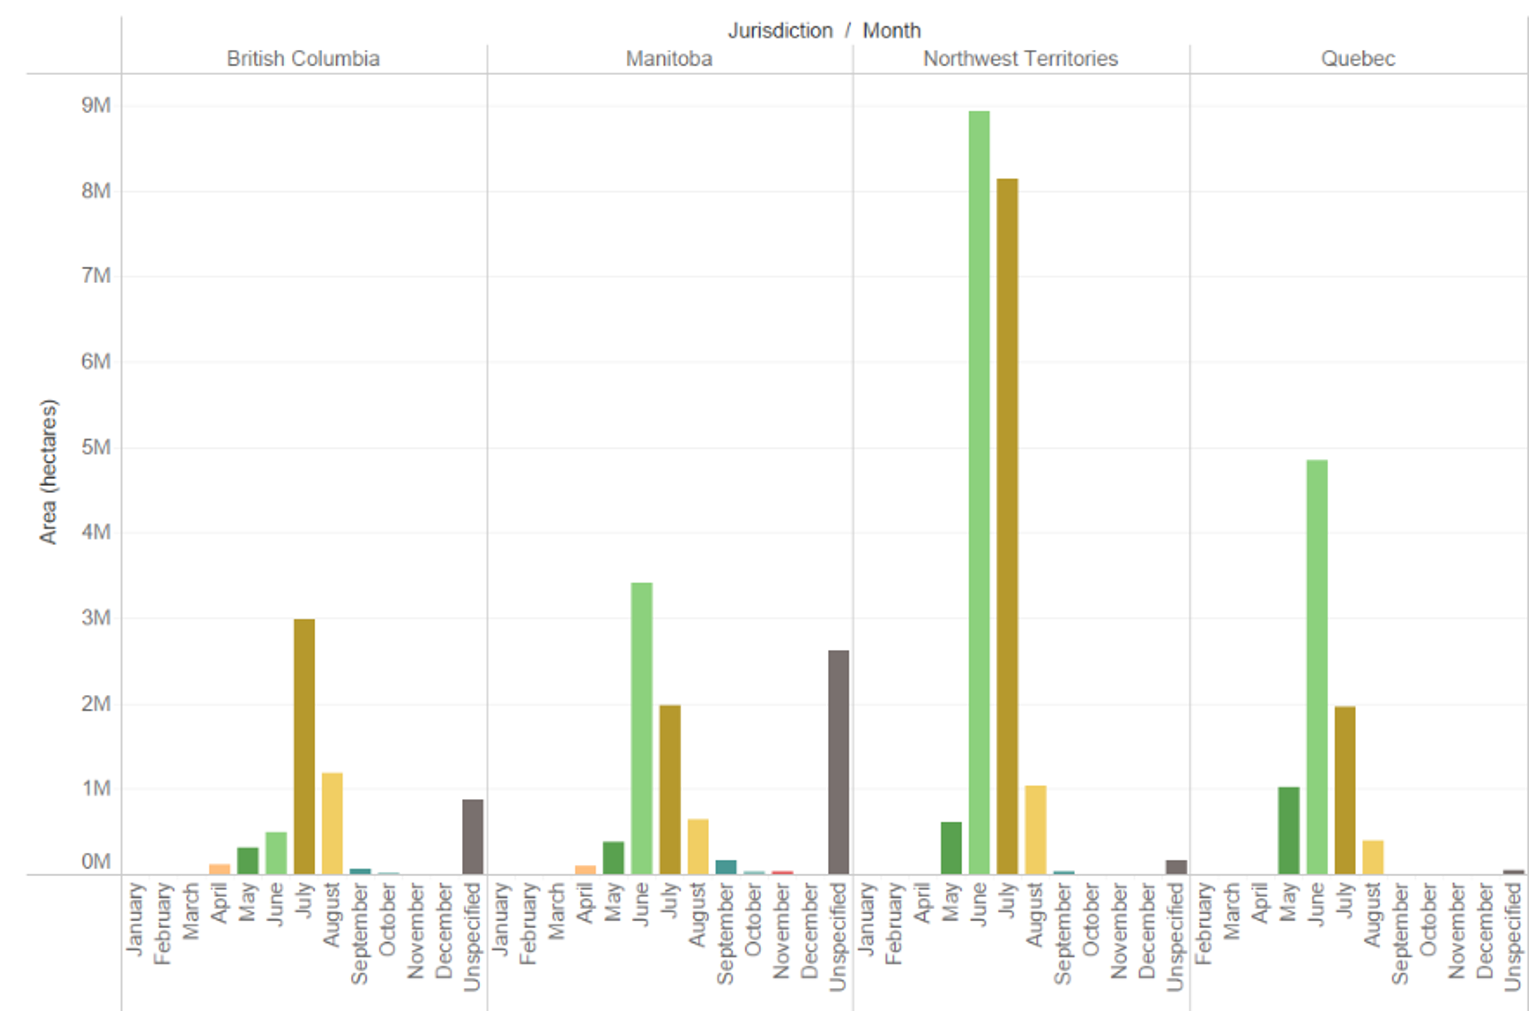 Jurisdiction / Month
British Columbia Manitoba Northwest Territories Quebec
9M
8M
7M
6M
5M
4M
3M
2M
1M
0M
Area (hectares)
January February March April May June July August September October November December Unspecified January February March April May June July August September October November December Unspecified January February April May June July August September October November December Unspecified February March April May June July August September October November December Unspecified